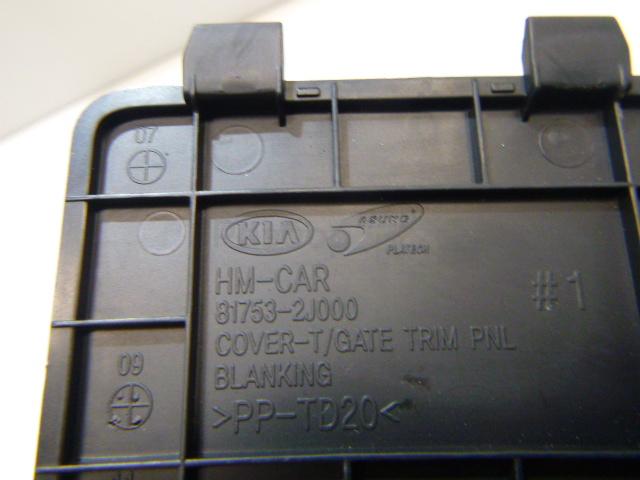 07
KIA ASUNG
PLATECH
HM-CAR
81753-2J000
#1
COVER-T/GATE TRIM PNL
BLANKING
09
>PP-TD20<